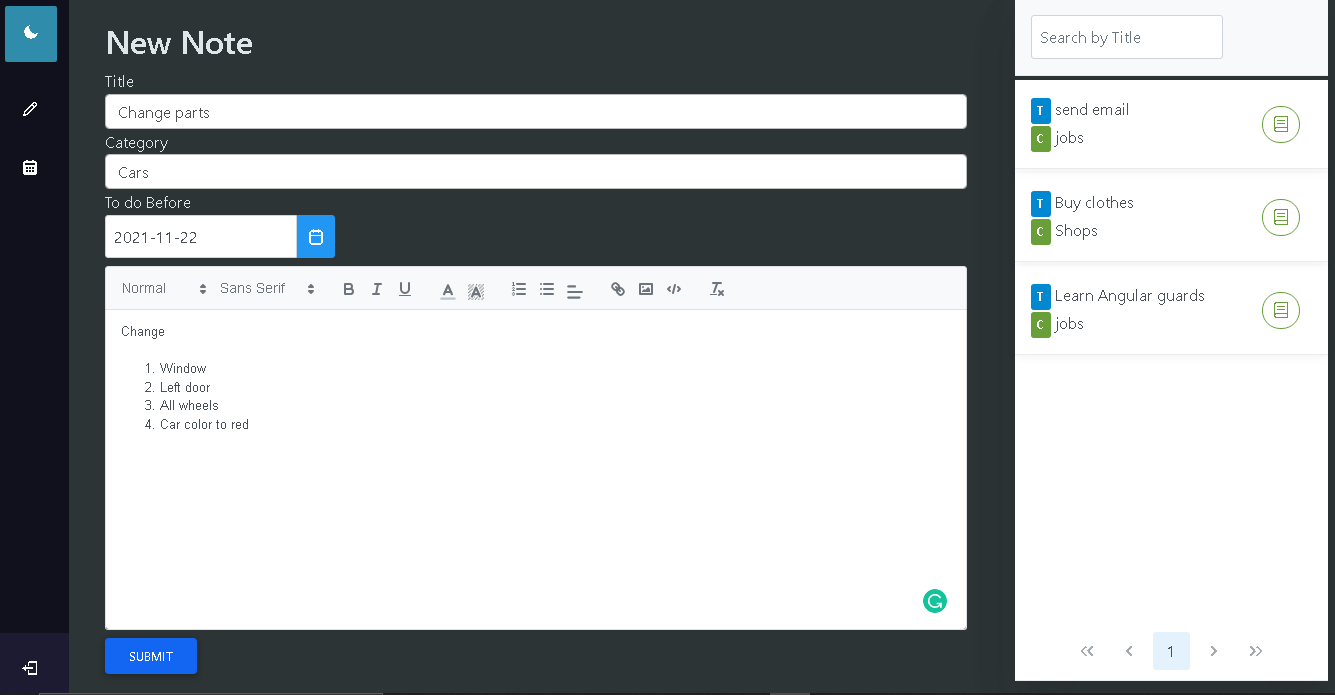 New Note
Title
Change parts
Category
Cars
To do Before
2021-11-22
Normal Sans Serif B I U A A
Change
1. Window
2. Left door
3. All wheels
4. Car color to red
SUBMIT
Search by Title
T send email
C jobs
T Buy clothes
C Shops
T Learn Angular guards
C jobs
1